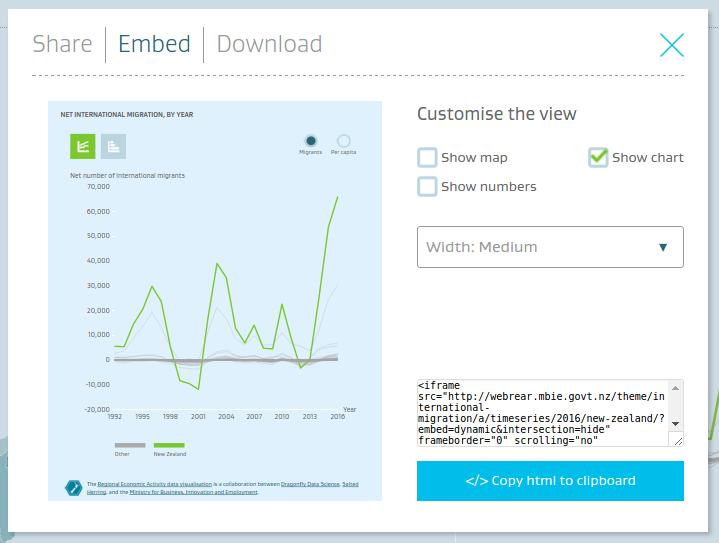 Share Embed Download
NET INTERNATIONAL MIGRATION, BY YEAR
Migrants Per capita
Net number of international migrants
70,000
60,000
50,000
40,000
30,000
20,000
10,000
0
-10,000
-20,000
1992 1995 1998 2001 2004 2007 2010 2013 2016 Year
Other New Zealand
The Regional Economic Activity data visualisation is a collaboration between Dragonfly Data Science, Salted
Herring, and the Ministry for Business, Innovation and Employment.
Customise the view
Show map Show chart
Show numbers
Width: Medium
<iframe
src="http://webrear.mbie.govt.nz/theme/in
ternational-
migration/a/timeseries/2016/new-zealand/?
embed=dynamic&intersection=hide"
frameborder="0" scrolling="no"
</> Copy html to clipboard